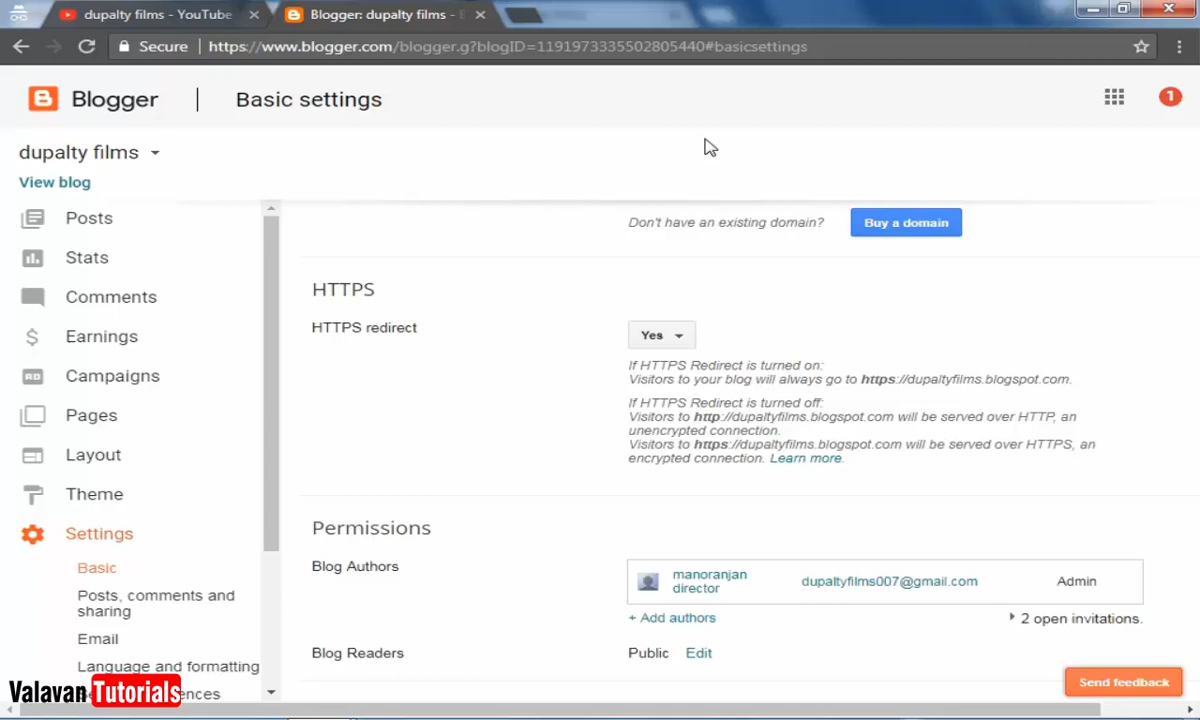 dupalty films - YouTube
Blogger: dupalty films -
Secure
https://www.blogger.com/blogger.g?blogID=1191973335502805440#basicsettings
Blogger
Basic settings
1
dupalty films
View blog
Posts
Stats
Comments
Earnings
Campaigns
Pages
Layout
Theme
Settings
Basic
Posts, comments and
sharing
Email
Language and formatting
ences
Don't have an existing domain?
Buy a domain
HTTPS
HTTPS redirect
Yes
If HTTPS Redirect is turned on:
Visitors to your blog will always go to https://dupaltyfilms.blogspot.com.
If HTTPS Redirect is turned off:
Visitors to http://dupaltyfilms.blogspot.com will be served over HTTP, an
unencrypted connection.
Visitors to https://dupaltyfilms.blogspot.com will be served over HTTPS, an
encrypted connection. Learn more.
Permissions
Blog Authors
manoranjan
director
dupaltyfilms007@gmail.com
Admin
+ Add authors
2 open invitations.
Blog Readers
Public Edit
Send feedback
Valavan Tutorials